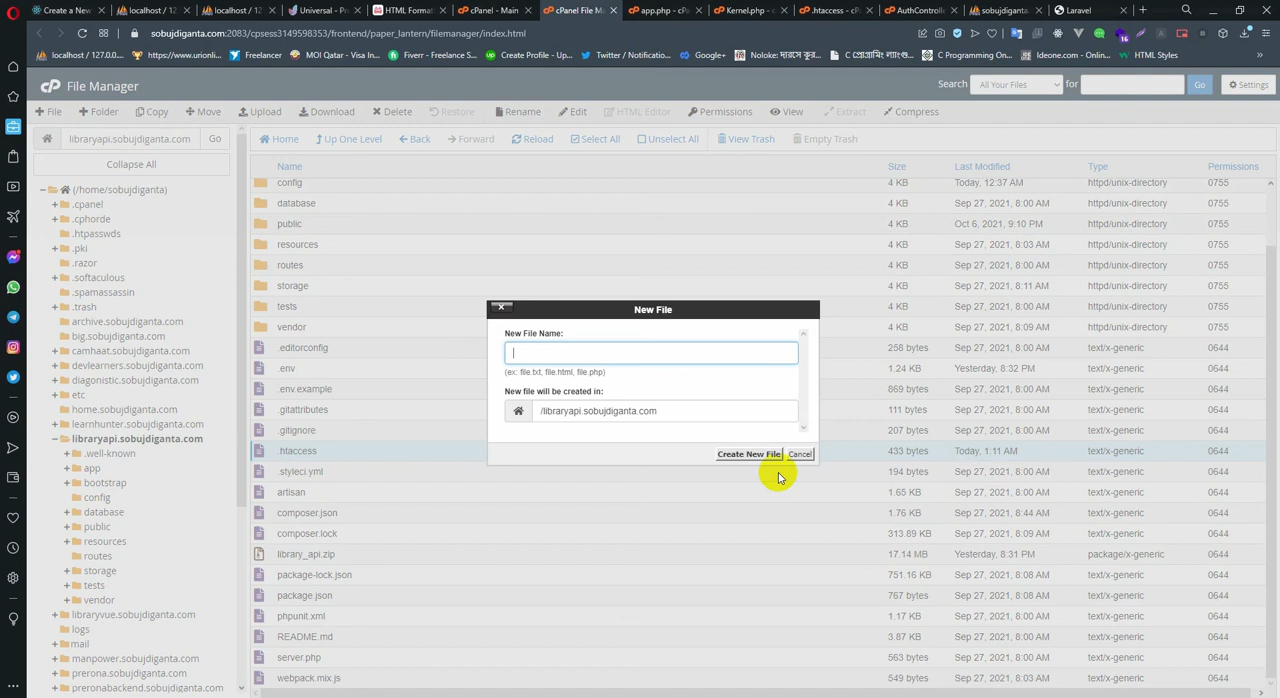 Create a New
localhost / 12
localhost / 12
Universal - Pr
HTML Format
cPanel - Main
cPanel File Ma
app.php - cP
Kernel.php - c
.htaccess - cP
AuthControlle
sobujdiganta.
Laravel
sobujdiganta.com:2083/cpsess3149598353/frontend/paper_lantern/filemanager/index.html
localhost / 127.0.0....
https://www.urionli...
Freelancer
MOI Qatar - Visa In...
Fiverr - Freelance S...
Create Profile - Up...
Twitter / Notificatio...
Google+
C Programming On...
Ideone.com - Onlin...
HTML Styles
16
cP File Manager
Search
All Your Files
for
Go
Settings
File
Folder
Copy
Move
Upload
Download
Delete
Restore
Rename
Edit
HTML Editor
Permissions
View
Extract
Compress
libraryapi.sobujdiganta.com
Go
Home
Up One Level
Back
Forward
Reload
Select All
Unselect All
View Trash
Empty Trash
Collapse All
(/home/sobujdiganta)
.cpanel
.cphorde
.htpasswds
.pki
.razor
.softaculous
.spamassassin
.trash
archive.sobujdiganta.com
big.sobujdiganta.com
camhaat.sobujdiganta.com
devlearners.sobujdiganta.com
diagonistic.sobujdiganta.com
etc
home.sobujdiganta.com
learnhunter.sobujdiganta.com
libraryapi.sobujdiganta.com
.well-known
app
bootstrap
config
database
public
resources
routes
storage
tests
vendor
libraryvue.sobujdiganta.com
logs
mail
manpower.sobujdiganta.com
prerona.sobujdiganta.com
preronabackend.sobujdiganta.com
Name Size Last Modified Type Permissions
config 4 KB Today, 12:37 AM httpd/unix-directory 0755
database 4 KB Sep 27, 2021, 8:00 AM httpd/unix-directory 0755
public 4 KB Oct 6, 2021, 9:10 PM httpd/unix-directory 0755
resources 4 KB Sep 27, 2021, 8:03 AM httpd/unix-directory 0755
routes 4 KB Sep 27, 2021, 8:00 AM httpd/unix-directory 0755
storage 4 KB Sep 27, 2021, 8:11 AM httpd/unix-directory 0755
tests 4 KB Sep 27, 2021, 8:00 AM httpd/unix-directory 0755
vendor 4 KB Sep 27, 2021, 8:09 AM httpd/unix-directory 0755
.editorconfig 258 bytes Sep 27, 2021, 8:00 AM text/x-generic 0644
.env 1.24 KB Yesterday, 8:32 PM text/x-generic 0644
.env.example 869 bytes Sep 27, 2021, 8:00 AM text/x-generic 0644
.gitattributes 111 bytes Sep 27, 2021, 8:00 AM text/x-generic 0644
.gitignore 207 bytes Sep 27, 2021, 8:00 AM text/x-generic 0644
.htaccess 433 bytes Today, 1:11 AM text/x-generic 0644
.styleci.yml 194 bytes Sep 27, 2021, 8:00 AM text/x-generic 0644
artisan 1.65 KB Sep 27, 2021, 8:00 AM text/x-generic 0644
composer.json 1.76 KB Sep 27, 2021, 8:44 AM text/x-generic 0644
composer.lock 313.89 KB Sep 27, 2021, 8:09 AM text/x-generic 0644
library_api.zip 17.14 MB Yesterday, 8:31 PM package/x-generic 0644
package-lock.json 751.16 KB Sep 27, 2021, 8:08 AM text/x-generic 0644
package.json 767 bytes Sep 27, 2021, 8:08 AM text/x-generic 0644
phpunit.xml 1.17 KB Sep 27, 2021, 8:00 AM text/x-generic 0644
README.md 3.87 KB Sep 27, 2021, 8:00 AM text/x-generic 0644
server.php 563 bytes Sep 27, 2021, 8:00 AM text/x-generic 0644
webpack.mix.js 549 bytes Sep 27, 2021, 8:00 AM text/x-generic 0644
New File
New File Name:
(ex: file.txt, file.html, file.php)
New file will be created in:
/libraryapi.sobujdiganta.com
Create New File
Cancel